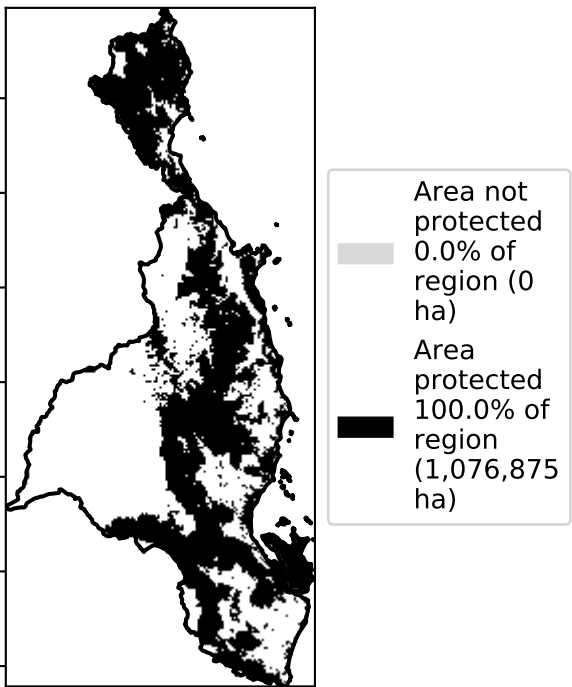 Area not
protected
0.0% of
region (0
ha)
Area
protected
100.0% of
region
(1,076,875
ha)